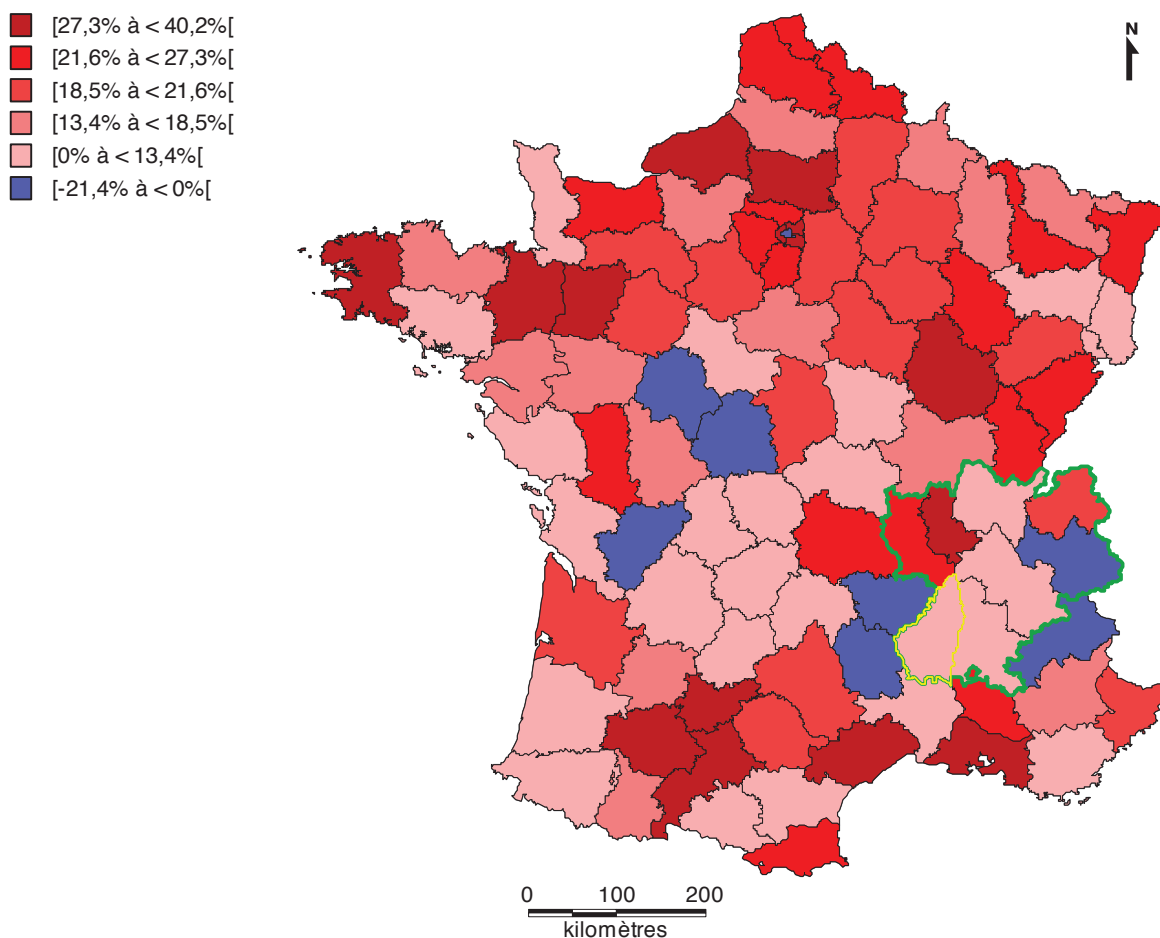 [27,3% à < 40,2%[
[21,6% à < 27,3%[
[18,5% à < 21,6%[
[13,4% à < 18,5%[
[0% à < 13,4%[
[-21,4% à < 0%[
N
0 100 200
kilomètres